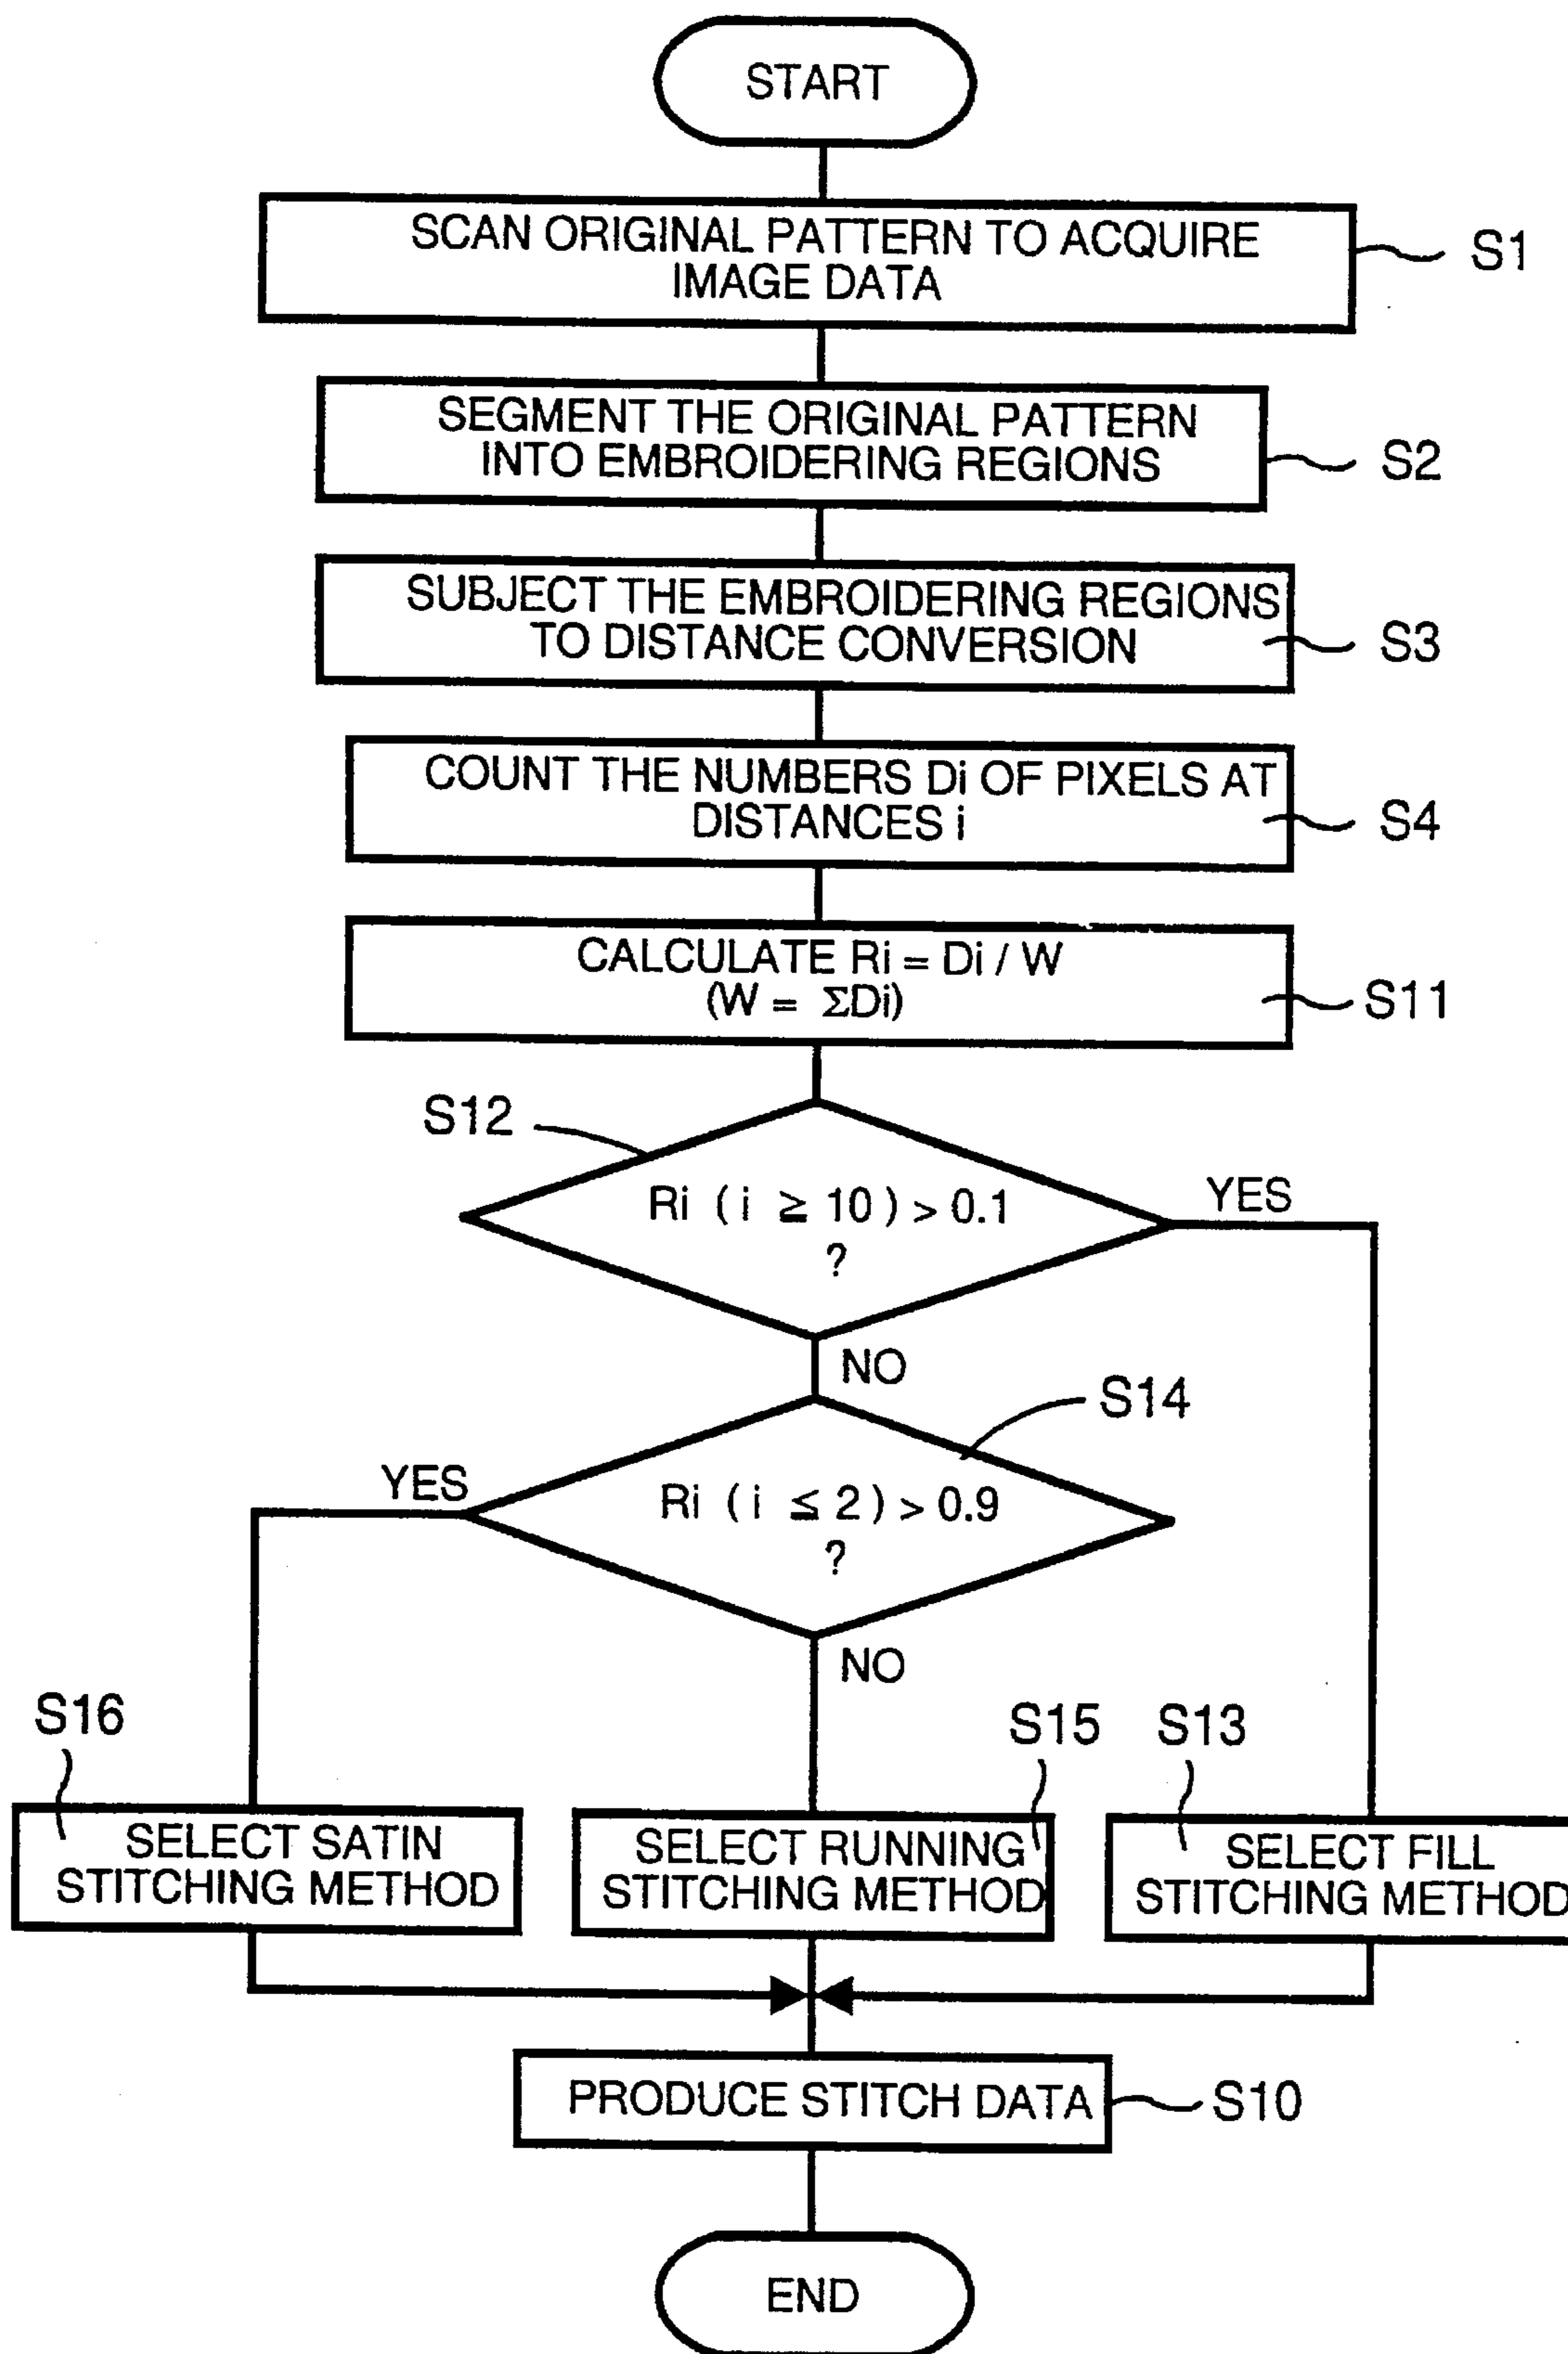 START
SCAN ORIGINAL PATTERN TO ACQUIRE
IMAGE DATA
S1
SEGMENT THE ORIGINAL PATTERN
INTO EMBROIDERING REGIONS
S2
SUBJECT THE EMBROIDERING REGIONS
TO DISTANCE CONVERSION
S3
COUNT THE NUMBERS Di OF PIXELS AT
DISTANCES i
S4
CALCULATE Ri = Di / W
(W = ΣDi)
S11
S12
Ri ( i ≧ 10 ) > 0.1
?
YES
NO
S14
Ri ( i ≦ 2 ) > 0.9
?
YES
NO
S16
SELECT SATIN
STITCHING METHOD
S15
SELECT RUNNING
STITCHING METHOD
S13
SELECT FILL
STITCHING METHOD
PRODUCE STITCH DATA
S10
END